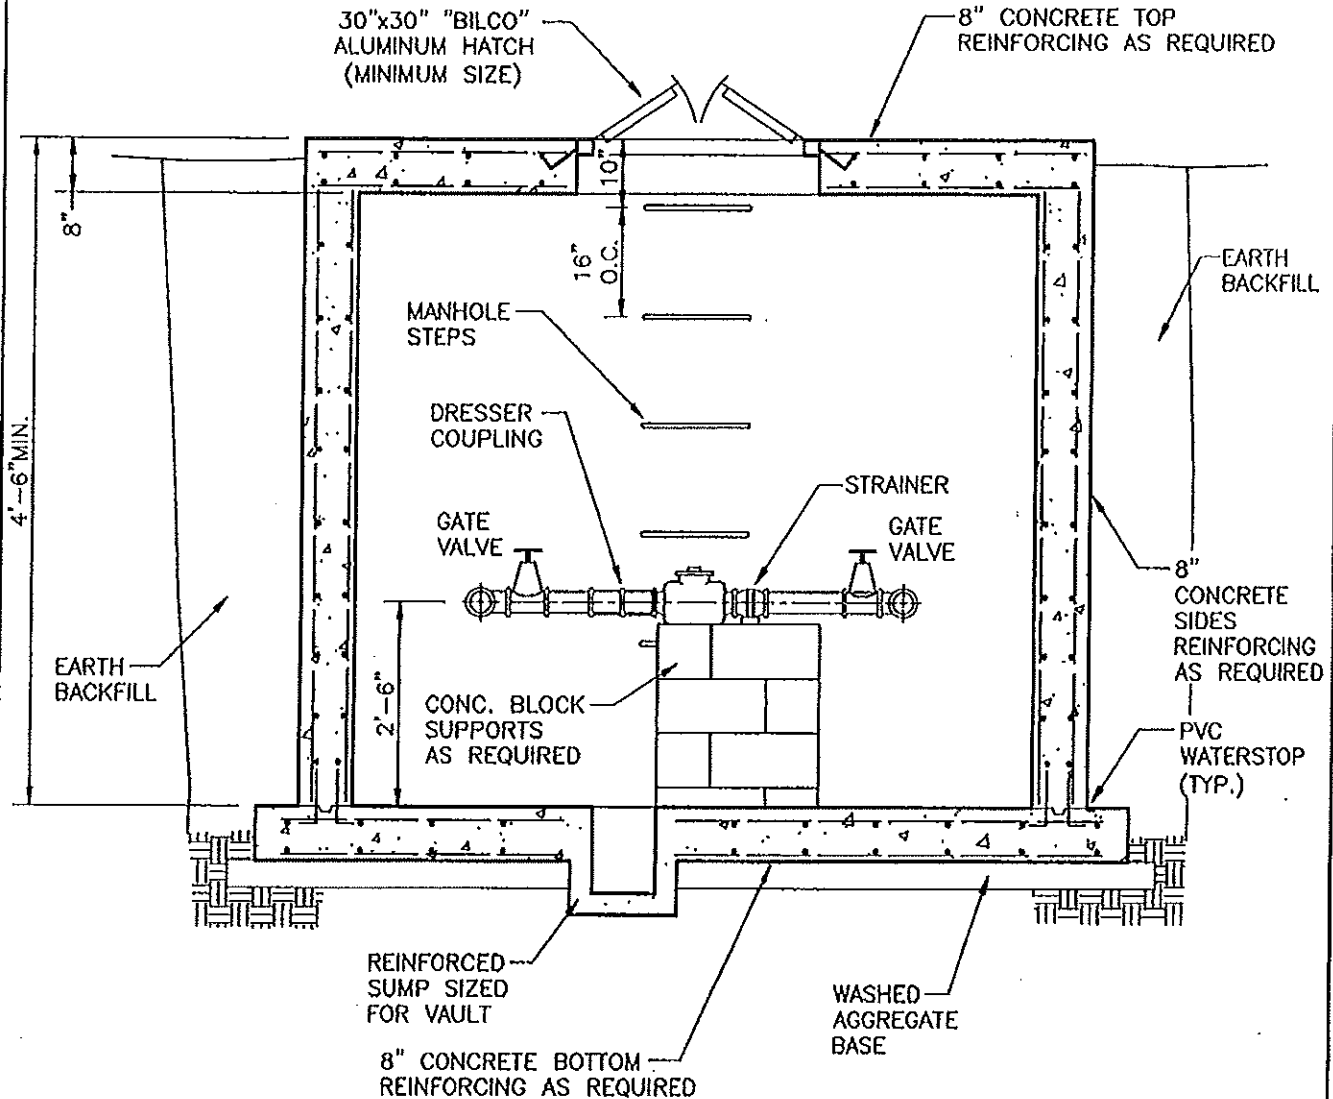 30"x30" "BILCO"
ALUMINUM HATCH
(MINIMUM SIZE)
8" CONCRETE TOP
REINFORCING AS REQUIRED
10"
8"
16"
O.C.
EARTH
BACKFILL
MANHOLE
STEPS
DRESSER
COUPLING
4'-6"MIN.
STRAINER
GATE
VALVE
GATE
VALVE
8"
CONCRETE
SIDES
REINFORCING
AS REQUIRED
EARTH
BACKFILL
2'-6"
CONC. BLOCK
SUPPORTS
AS REQUIRED
PVC
WATERSTOP
(TYP.)
REINFORCED
SUMP SIZED
FOR VAULT
WASHED
AGGREGATE
BASE
8" CONCRETE BOTTOM
REINFORCING AS REQUIRED